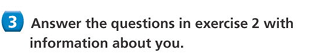 3 Answer the questions in exercise 2 with
information about you.